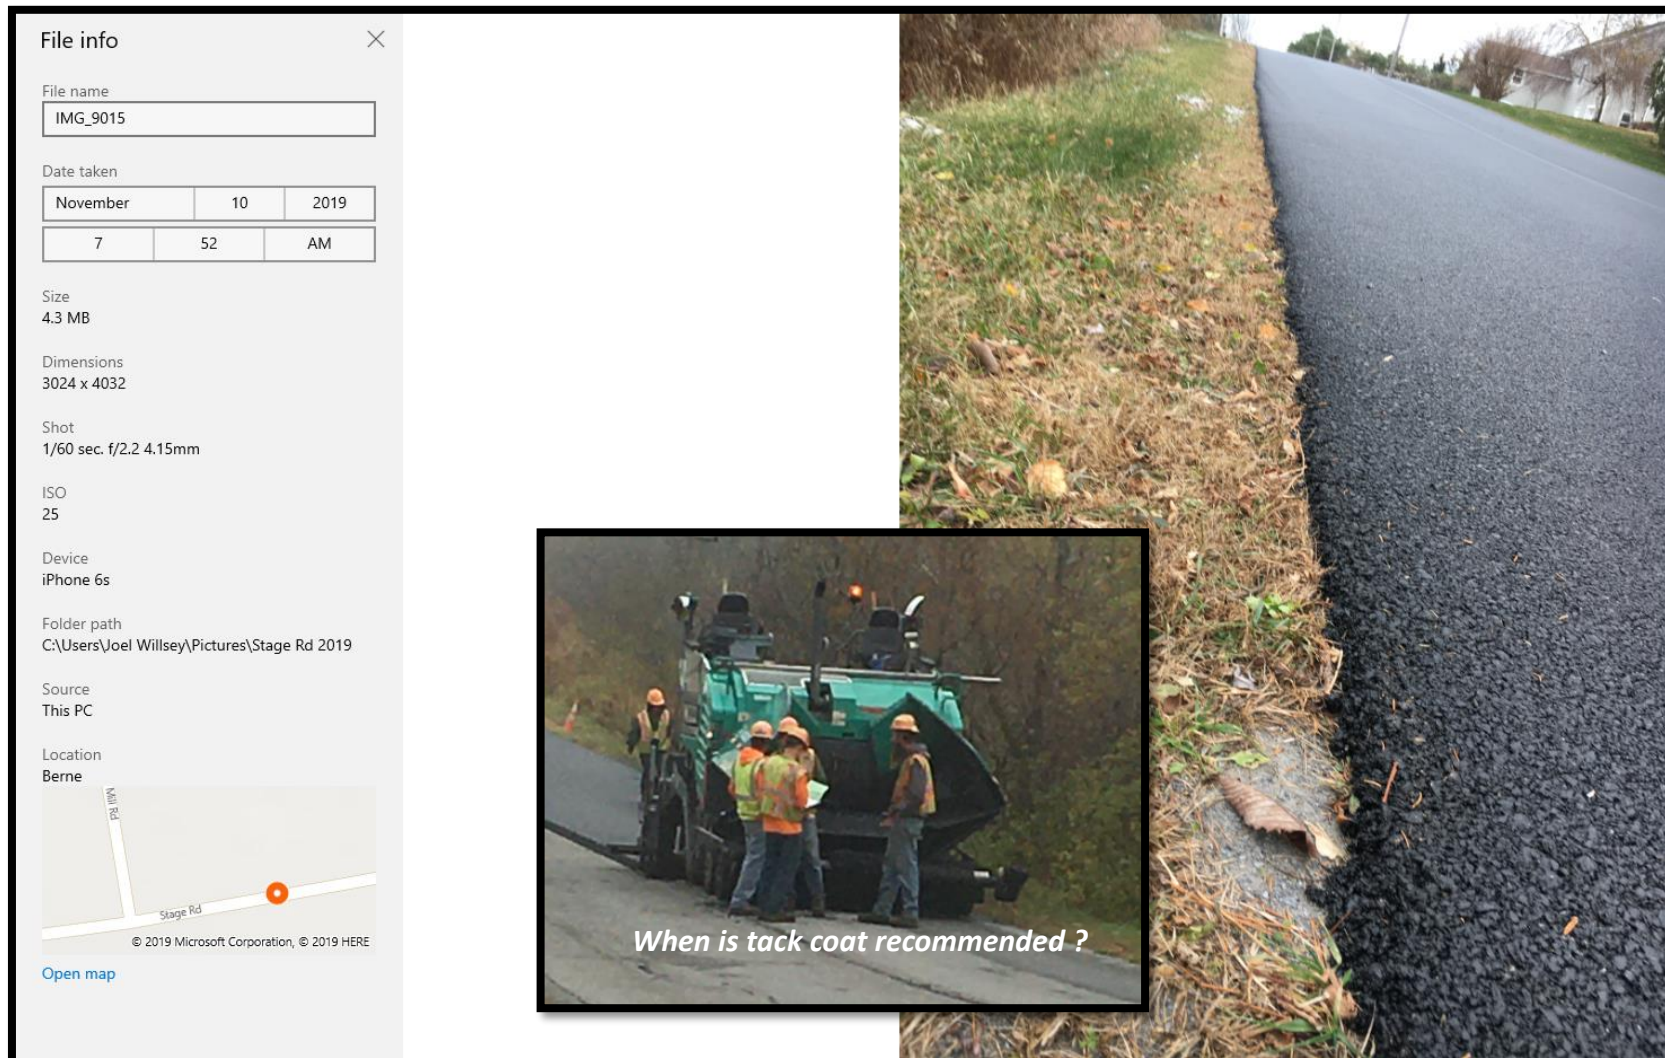 File info
File name
IMG_9015
Date taken
November 10 2019
7 52 AM
Size
4.3 MB
Dimensions
3024 x 4032
Shot
1/60 sec. f/2.2 4.15mm
ISO
25
Device
iPhone 6s
Folder path
C:\Users\Joel Willsey\Pictures\Stage Rd 2019
Source
This PC
Location
Berne
Mill Rd
Stage Rd
© 2019 Microsoft Corporation, © 2019 HERE
Open map
When is tack coat recommended ?